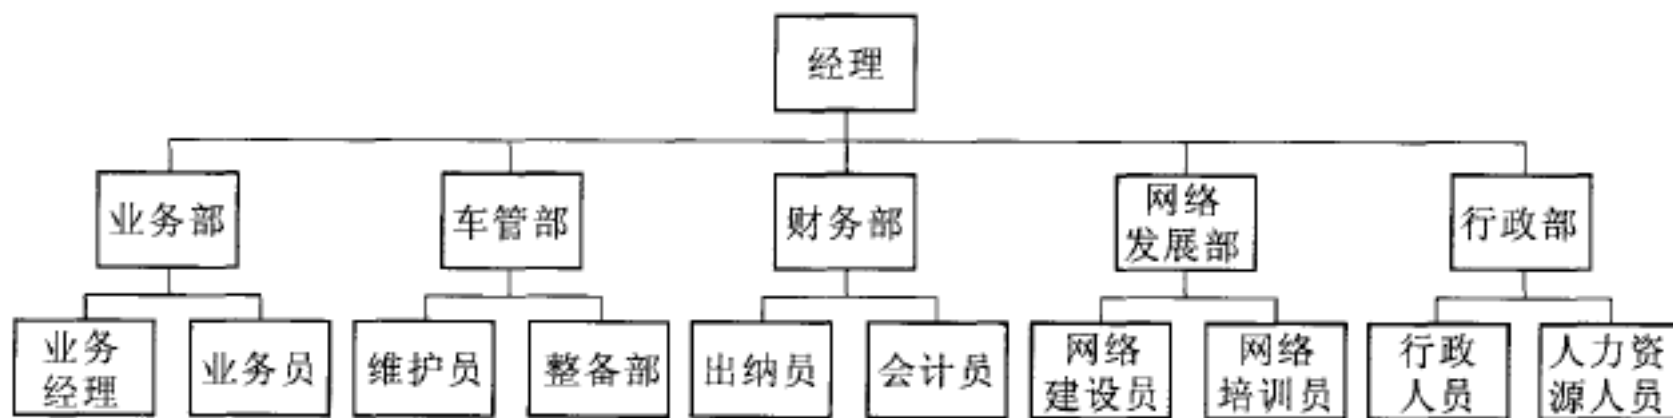 经理
业务部
车管部
财务部
网络
发展部
行政部
业务
经理
业务员
维护员
整备部
出纳员
会计员
网络
建设员
网络
培训员
行政
人员
人力资
源人员